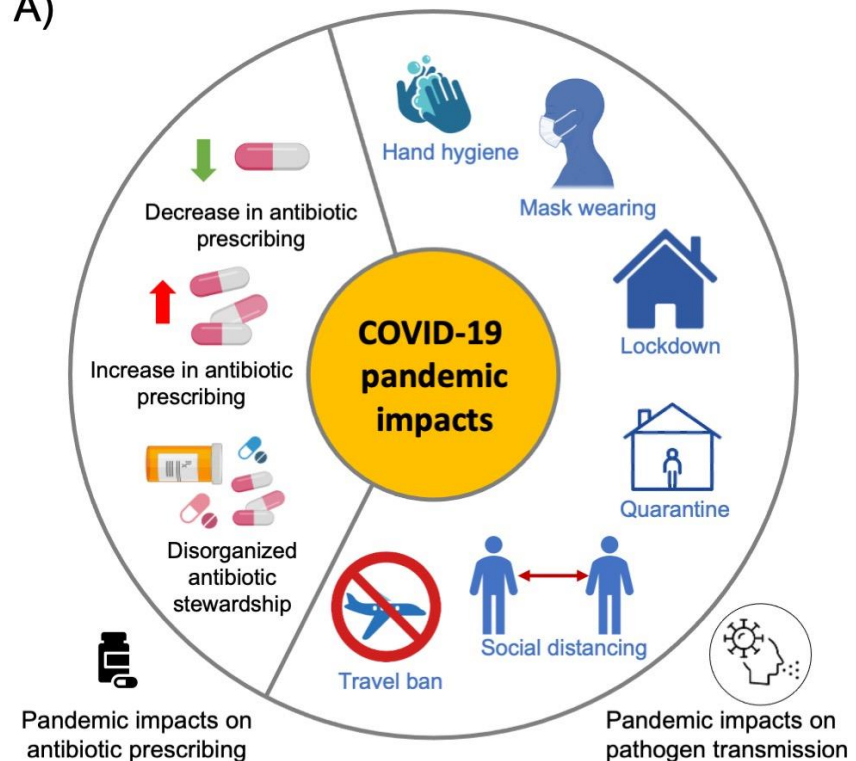 A)
Hand hygiene
Mask wearing
Lockdown
Quarantine
Social distancing
Travel ban
Decrease in antibiotic
prescribing
Increase in antibiotic
prescribing
Disorganized
antibiotic
stewardship
COVID-19
pandemic
impacts
Pandemic impacts on
antibiotic prescribing
Pandemic impacts on
pathogen transmission